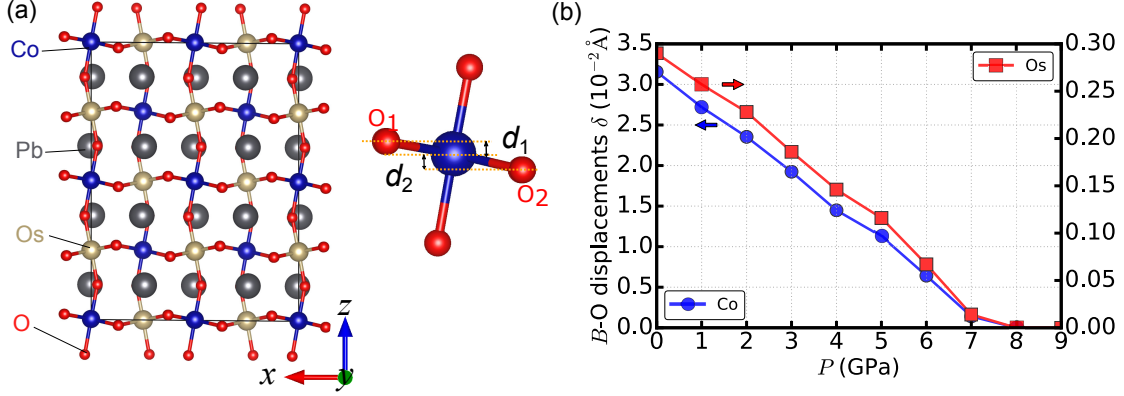 (a)
Co
Pb
Os
O
z
x
y
O1
d1
d2
O2
(b)
B-O displacements δ (10⁻² Å)
3.5
3.0
2.5
2.0
1.5
1.0
0.5
0.0
Os
Co
0.30
0.25
0.20
0.15
0.10
0.05
0.00
0 1 2 3 4 5 6 7 8 9
P (GPa)